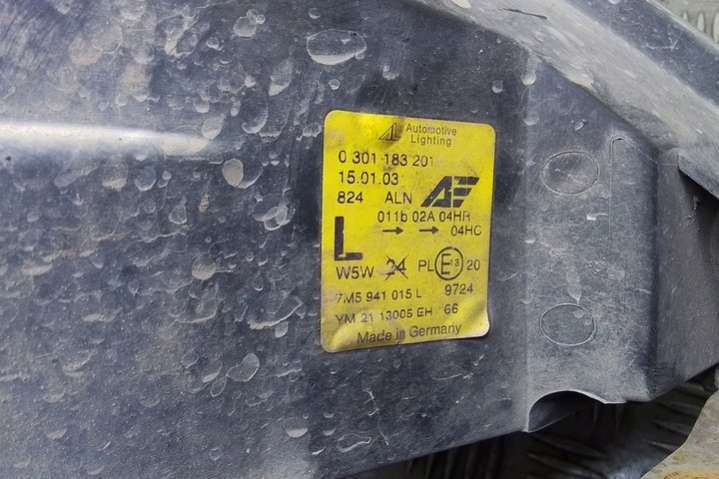 Automotive
Lighting
0 301 183 201
15.01.03
824 ALN
011b 02A 04HR
→ → 04HC
L
W5W 24 PL E13 20
7M5 941 015 L 9724
YM 21 13005 EH 66
Made in Germany